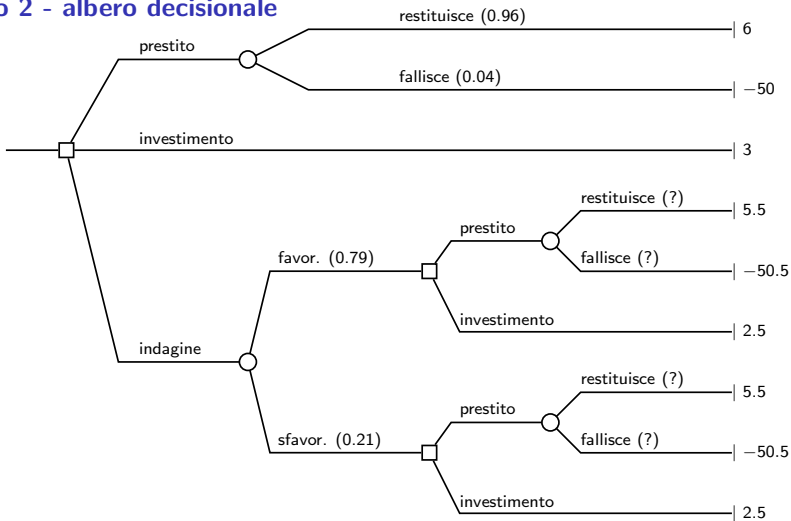 o 2 - albero decisionale
restituisce (0.96)
6
prestito
fallisce (0.04)
−50
investimento
3
restituisce (?)
5.5
prestito
favor. (0.79)
fallisce (?)
−50.5
investimento
2.5
indagine
restituisce (?)
5.5
prestito
sfavor. (0.21)
fallisce (?)
−50.5
investimento
2.5